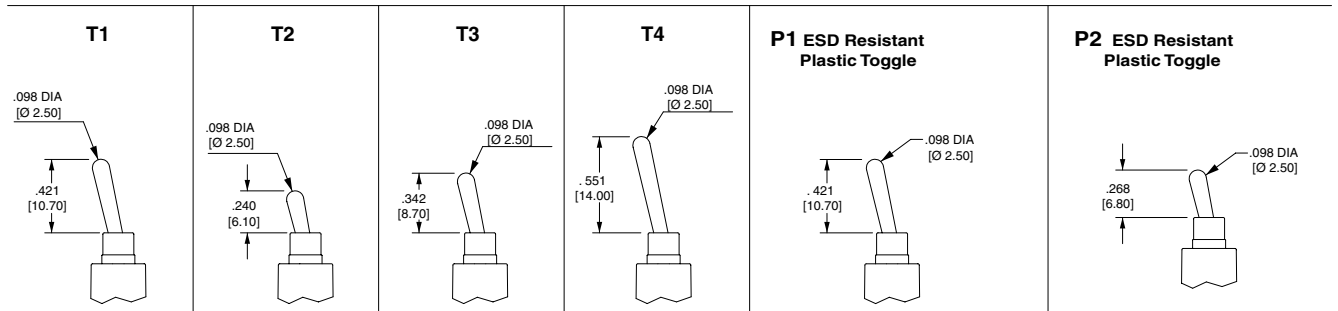 T1
.098 DIA
[Ø 2.50]
.421
[10.70]
T2
.098 DIA
[Ø 2.50]
.240
[6.10]
T3
.098 DIA
[Ø 2.50]
.342
[8.70]
T4
.098 DIA
[Ø 2.50]
. 551
[14.00]
P1 ESD Resistant
Plastic Toggle
.098 DIA
[Ø 2.50]
. 421
[10.70]
P2 ESD Resistant
Plastic Toggle
.098 DIA
[Ø 2.50]
.268
[6.80]